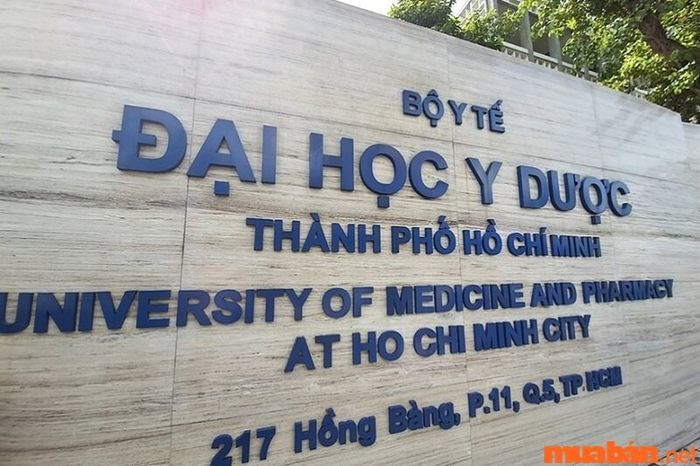 BỘ Y TẾ
ĐẠI HỌC Y DƯỢC
THÀNH PHỐ HỒ CHÍ MINH
UNIVERSITY OF MEDICINE AND PHARMACY
AT HO CHI MINH CITY
217 Hồng Bàng, P.11, Q.5, TP HCM
muaban.net